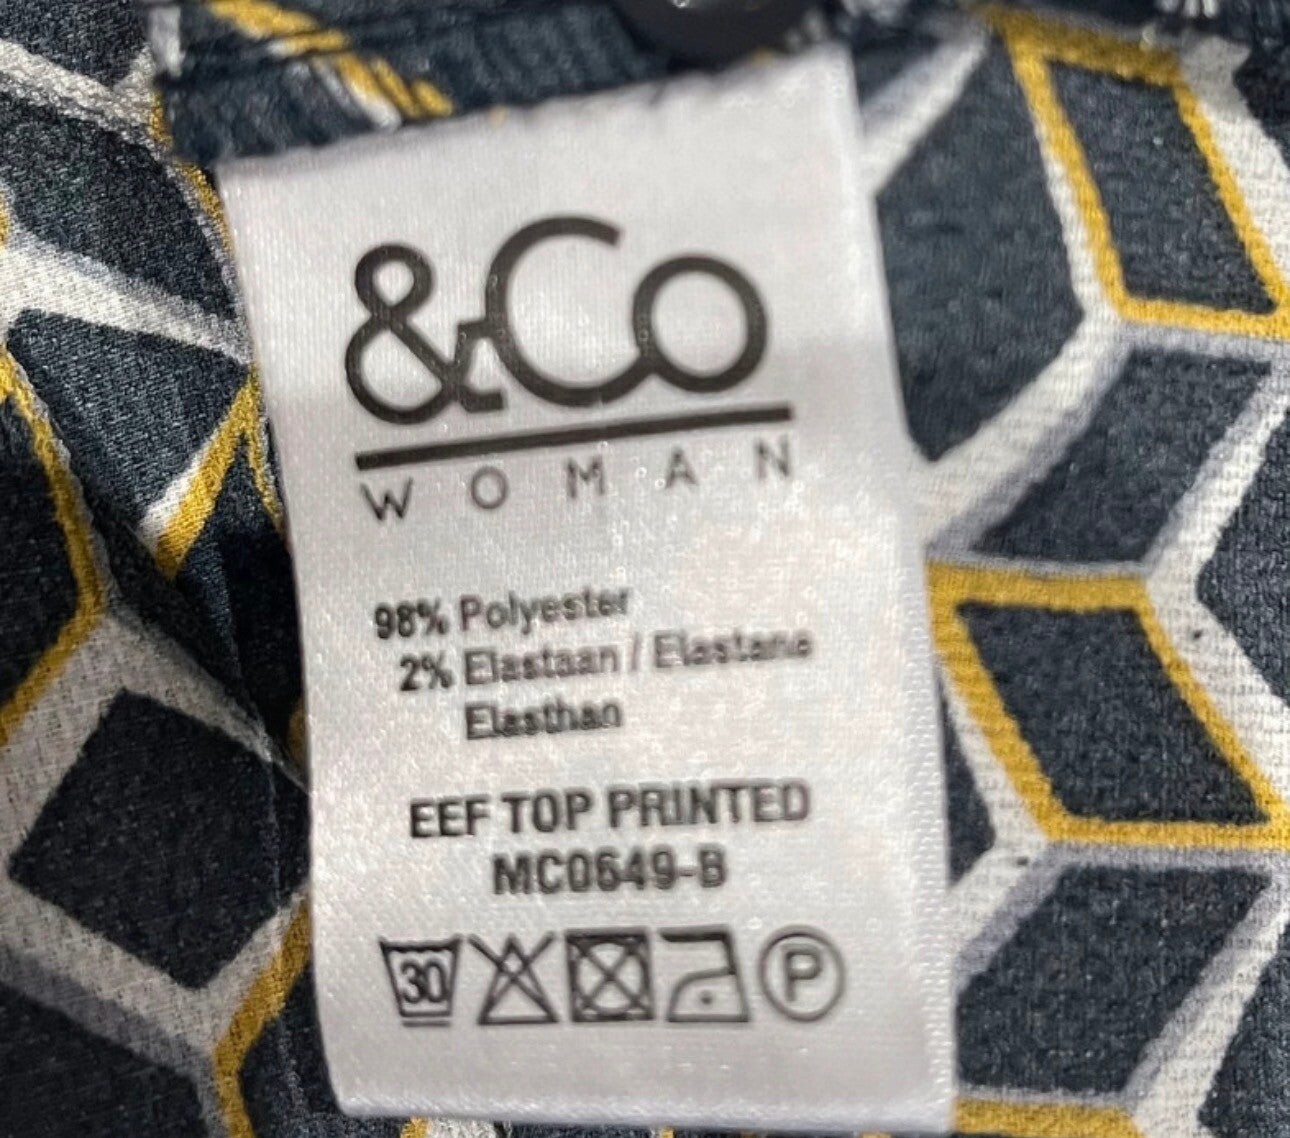 &Co
WOMAN
98% Polyester
2% Elastaan / Elastane
Elasthan
EEF TOP PRINTED
MC0649-B
30
P